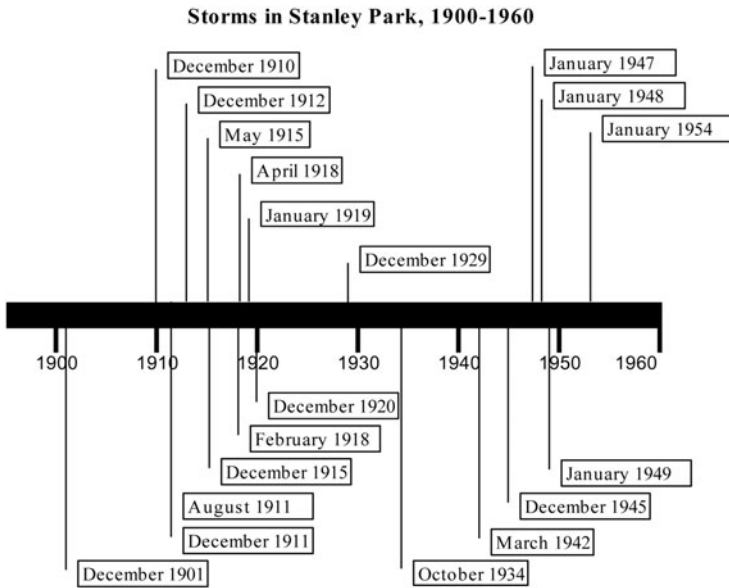 Storms in Stanley Park, 1900-1960
December 1910
January 1947
December 1912
January 1948
May 1915
January 1954
April 1918
January 1919
December 1929
1900 1910 1920 1930 1940 1950 1960
December 1920
February 1918
December 1915
January 1949
August 1911
December 1945
December 1911
March 1942
December 1901
October 1934